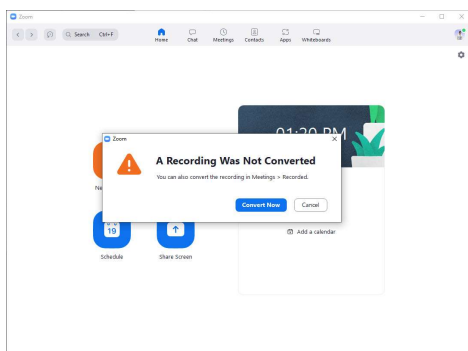 Zoom
Search Ctrl+F
Home
Chat
Meetings
Contacts
Apps
Whiteboards
01:20 PM
Zoom
A Recording Was Not Converted
You can also convert the recording in Meetings > Recorded.
Convert Now
Cancel
Ne
19
Add a calendar
Schedule
Share Screen